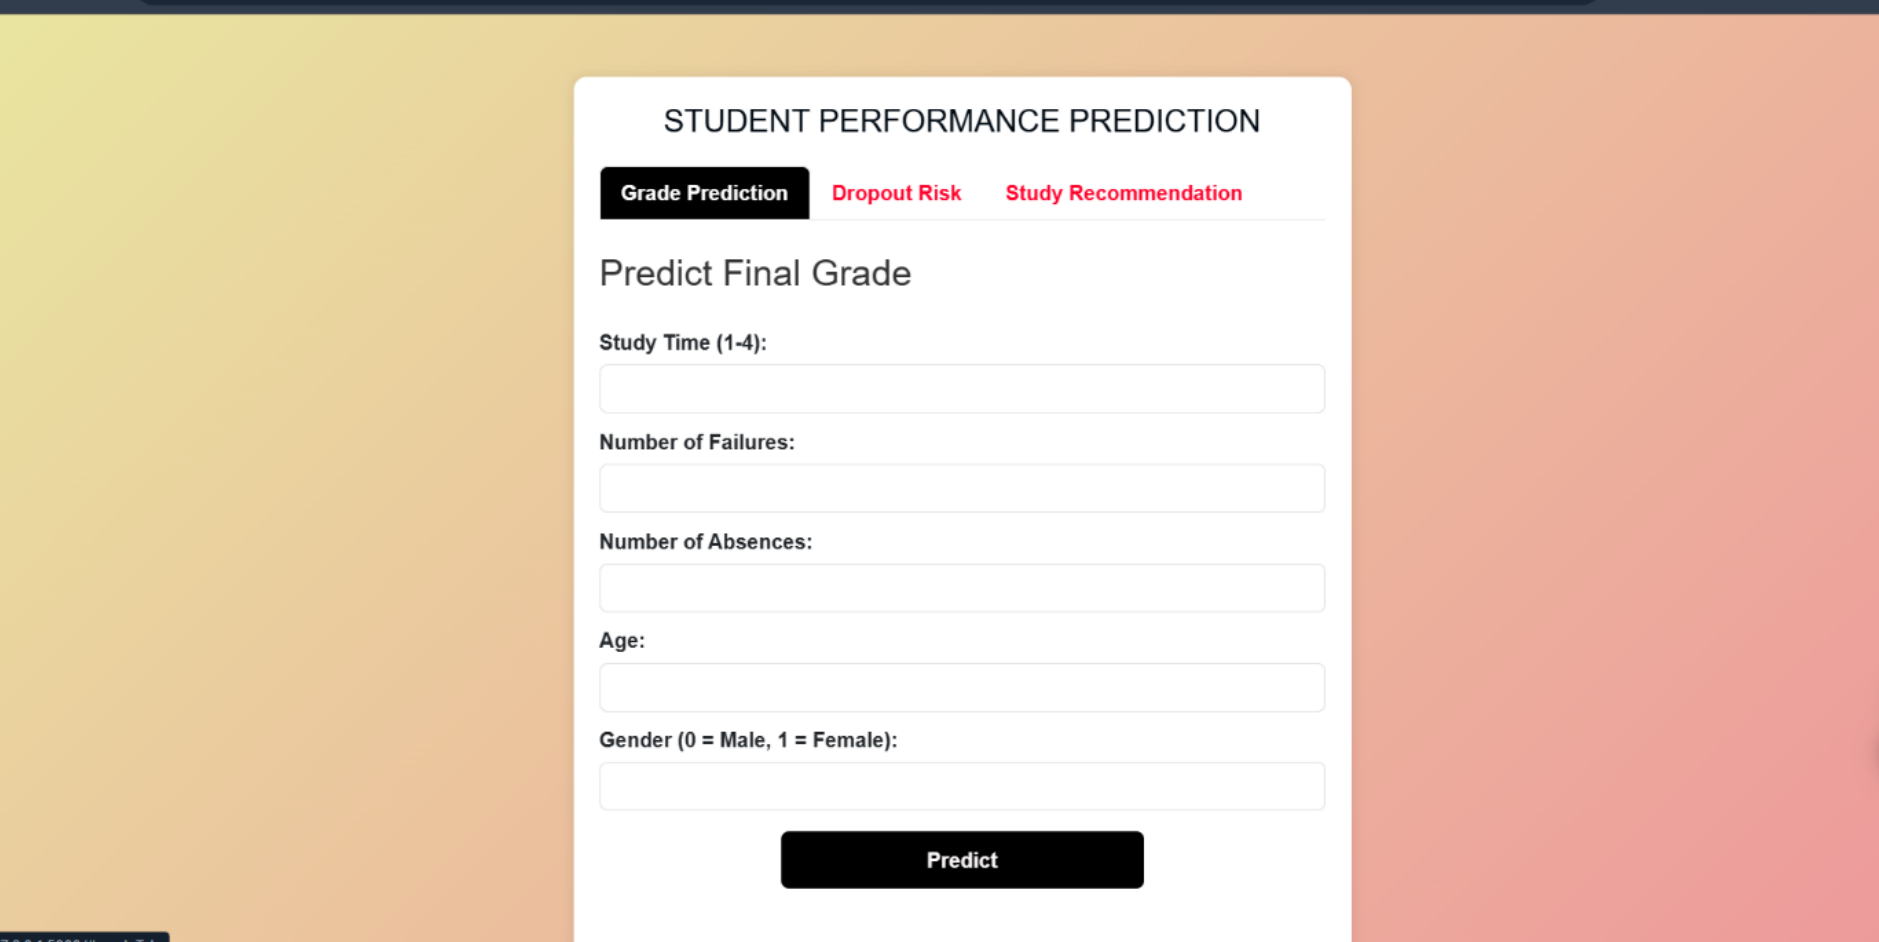 STUDENT PERFORMANCE PREDICTION
Grade Prediction Dropout Risk Study Recommendation
Predict Final Grade
Study Time (1-4):
Number of Failures:
Number of Absences:
Age:
Gender (0 = Male, 1 = Female):
Predict